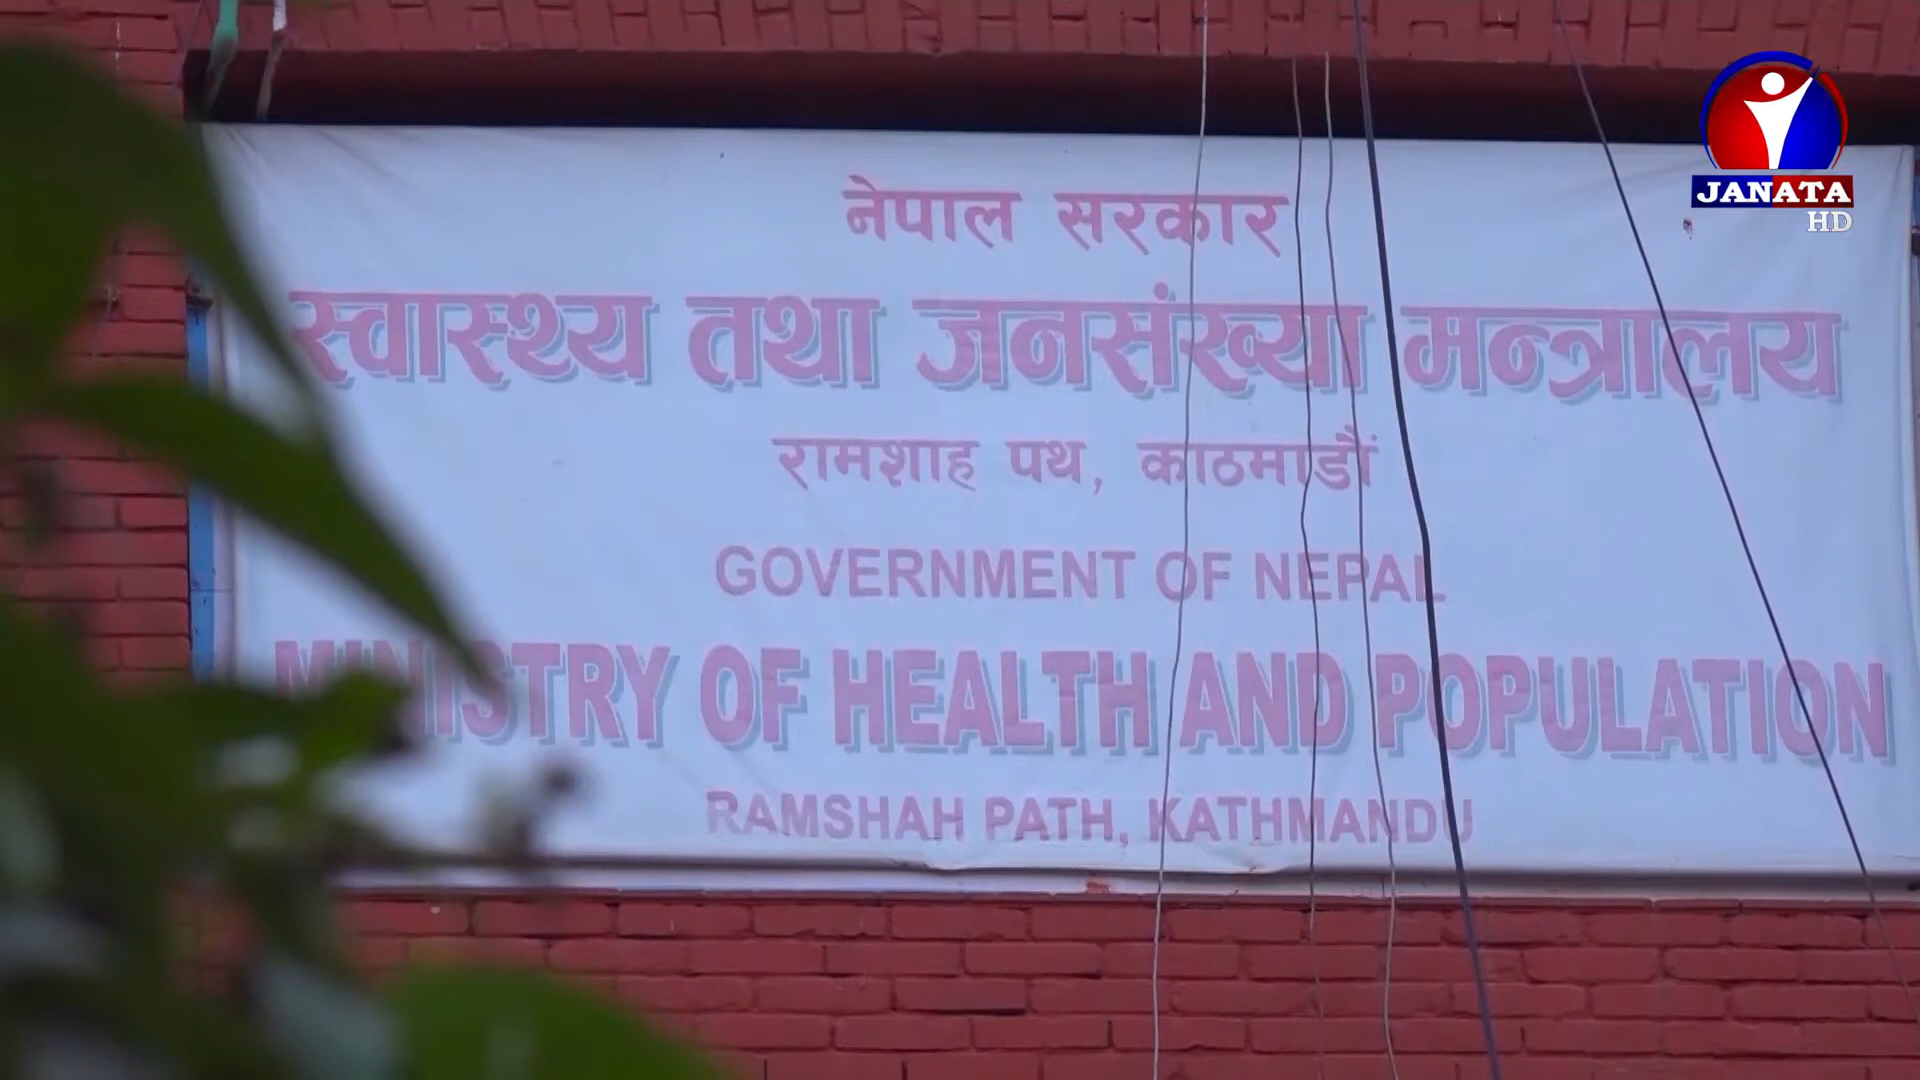 JANATA
HD
नेपाल सरकार
स्वास्थ्य तथा जनसंख्या मन्त्रालय
रामशाह पथ, काठमाडौं
GOVERNMENT OF NEPAL
MINISTRY OF HEALTH AND POPULATION
RAMSHAH PATH, KATHMANDU